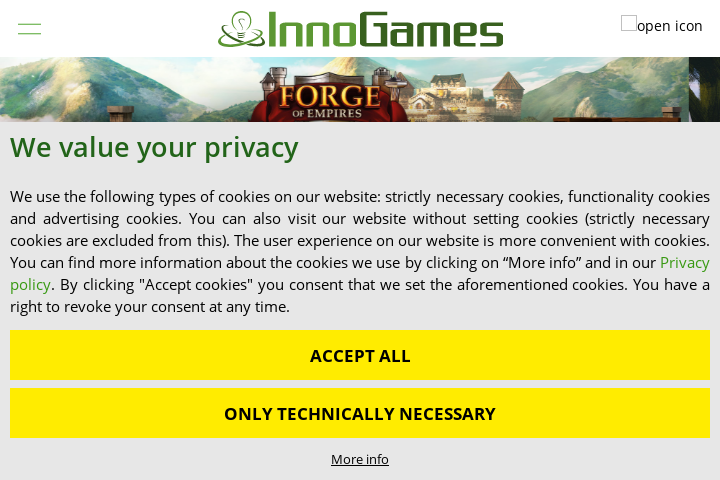 InnoGames
open icon
FORGE
OF EMPIRES
We value your privacy
We use the following types of cookies on our website: strictly necessary cookies, functionality cookies
and advertising cookies. You can also visit our website without setting cookies (strictly necessary
cookies are excluded from this). The user experience on our website is more convenient with cookies.
You can find more information about the cookies we use by clicking on “More info” and in our Privacy
policy. By clicking "Accept cookies" you consent that we set the aforementioned cookies. You have a
right to revoke your consent at any time.
ACCEPT ALL
ONLY TECHNICALLY NECESSARY
More info